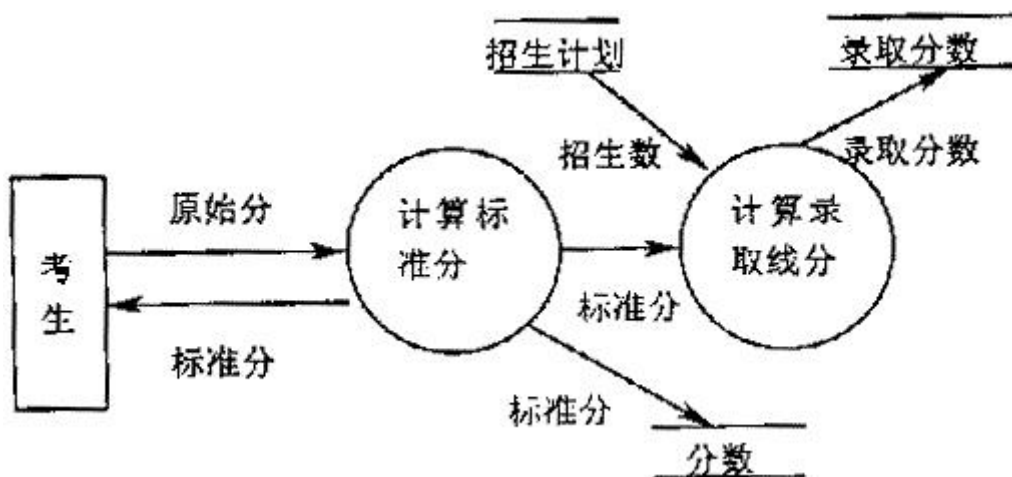 招生计划
录取分数
招生数
录取分数
原始分
计算标
准分
计算录
取线分
考
生
标准分
标准分
标准分
分数